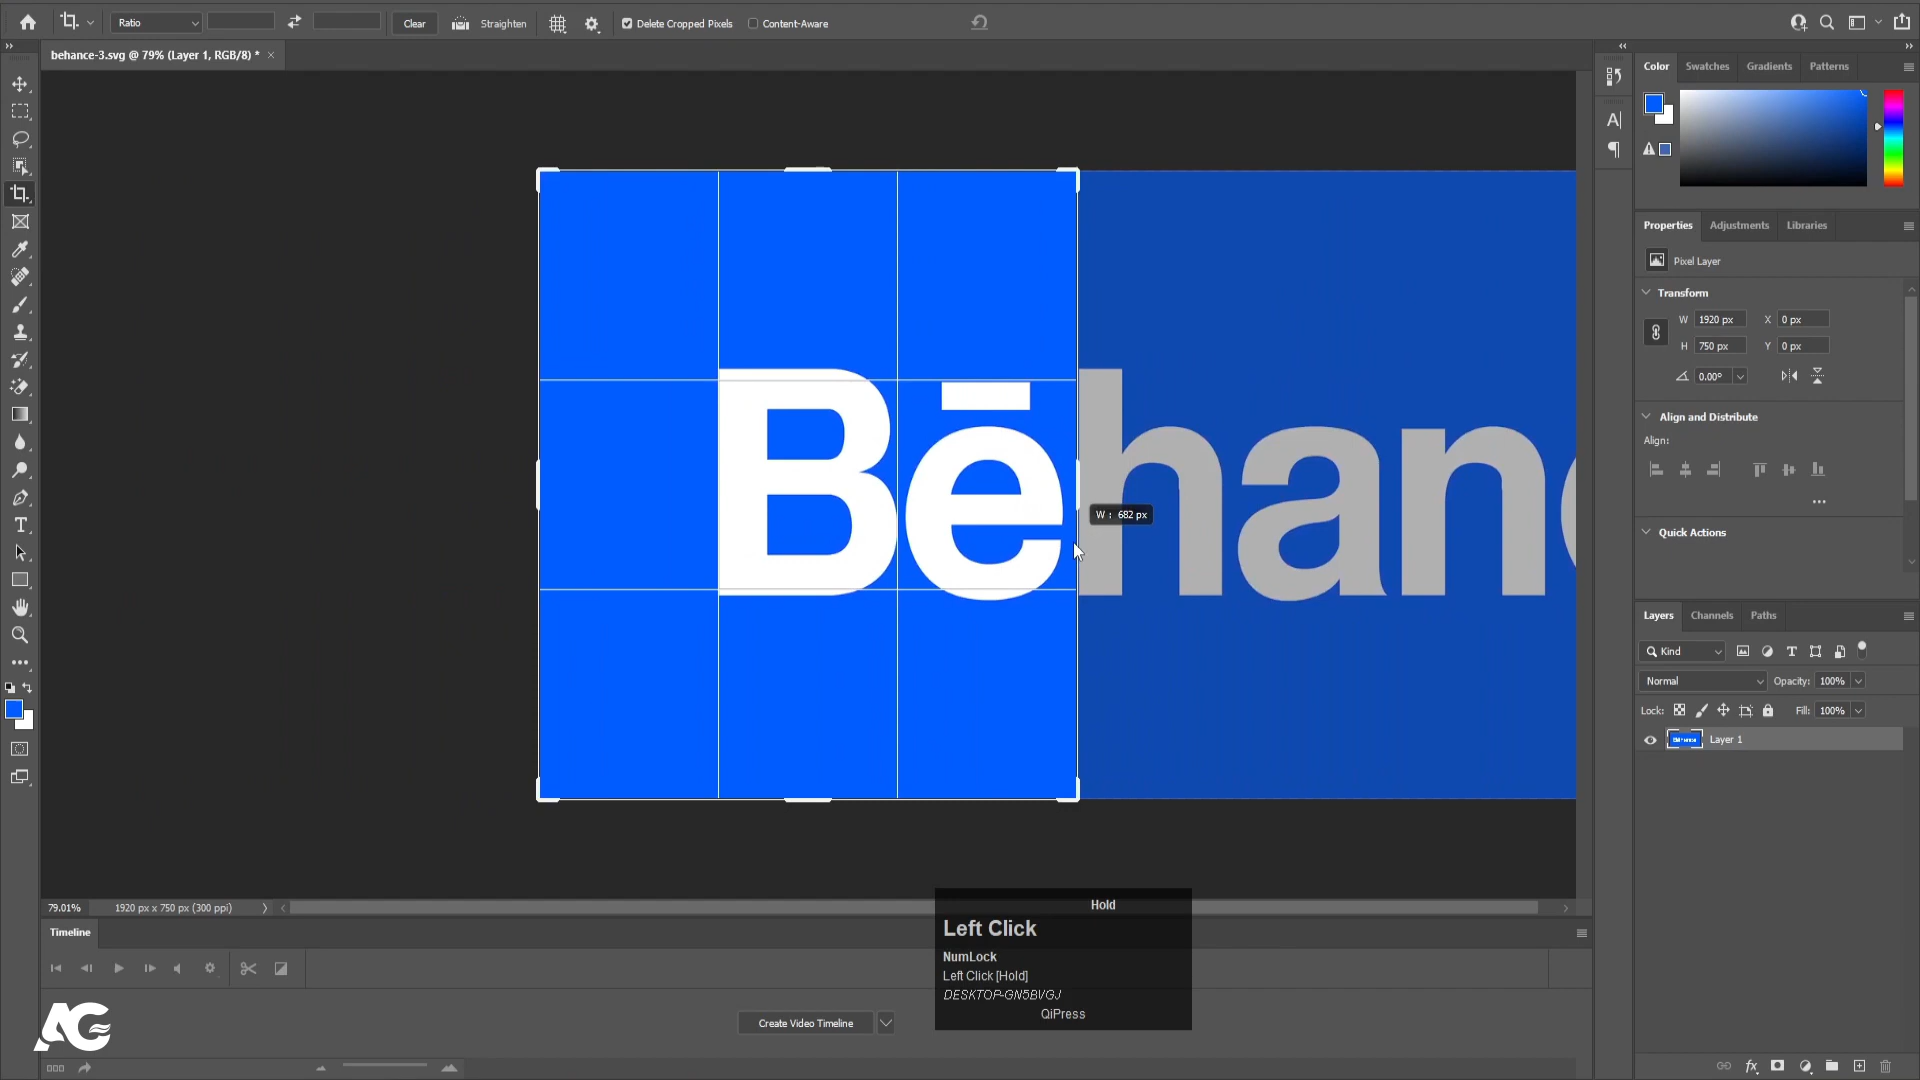 Ratio
Clear
Straighten
Delete Cropped Pixels
Content-Aware
behance-3.svg @ 79% (Layer 1, RGB/8) *
Color
Swatches
Gradients
Patterns
Properties
Adjustments
Libraries
Pixel Layer
Transform
W 1920 px X 0 px
H 750 px Y 0 px
0.00°
Align and Distribute
Align:
Quick Actions
Bēhanc
W : 682 px
Layers
Channels
Paths
Kind
Normal
Opacity: 100%
Lock:
Fill: 100%
Layer 1
79.01%
1920 px x 750 px (300 ppi)
Timeline
Create Video Timeline
Hold
Left Click
NumLock
Left Click [Hold]
DESKTOP-GN5BVGJ
QiPress
AG